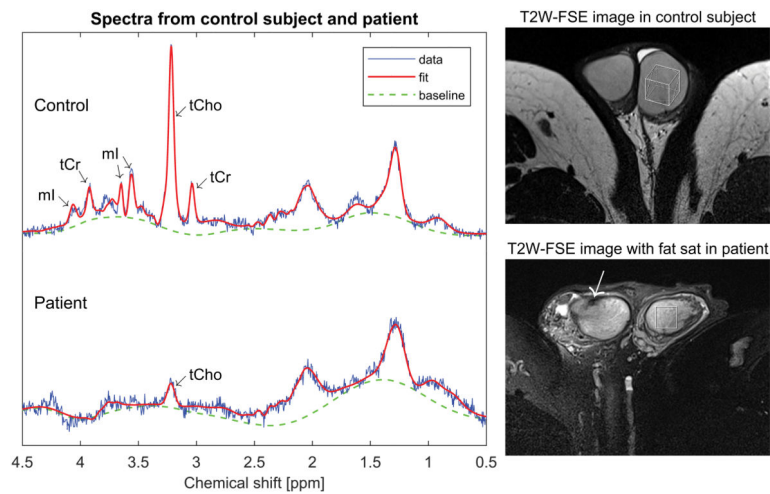 Spectra from control subject and patient
data
fit
baseline
Control
tCho
mI
tCr
mI
tCr
Patient
tCho
4.5 4 3.5 3 2.5 2 1.5 1 0.5
Chemical shift [ppm]
T2W-FSE image in control subject
T2W-FSE image with fat sat in patient